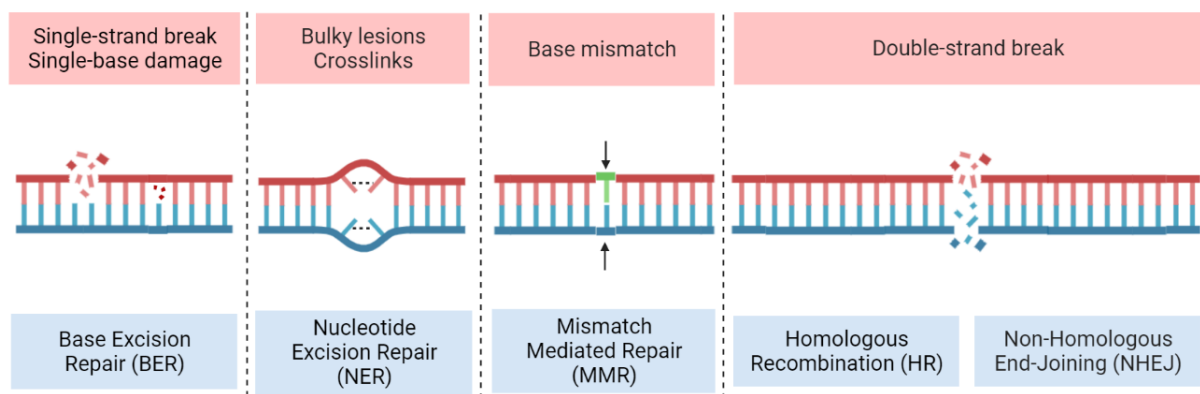 Single-strand break
Single-base damage
Bulky lesions
Crosslinks
Base mismatch
Double-strand break
Base Excision
Repair (BER)
Nucleotide
Excision Repair
(NER)
Mismatch
Mediated Repair
(MMR)
Homologous
Recombination (HR)
Non-Homologous
End-Joining (NHEJ)